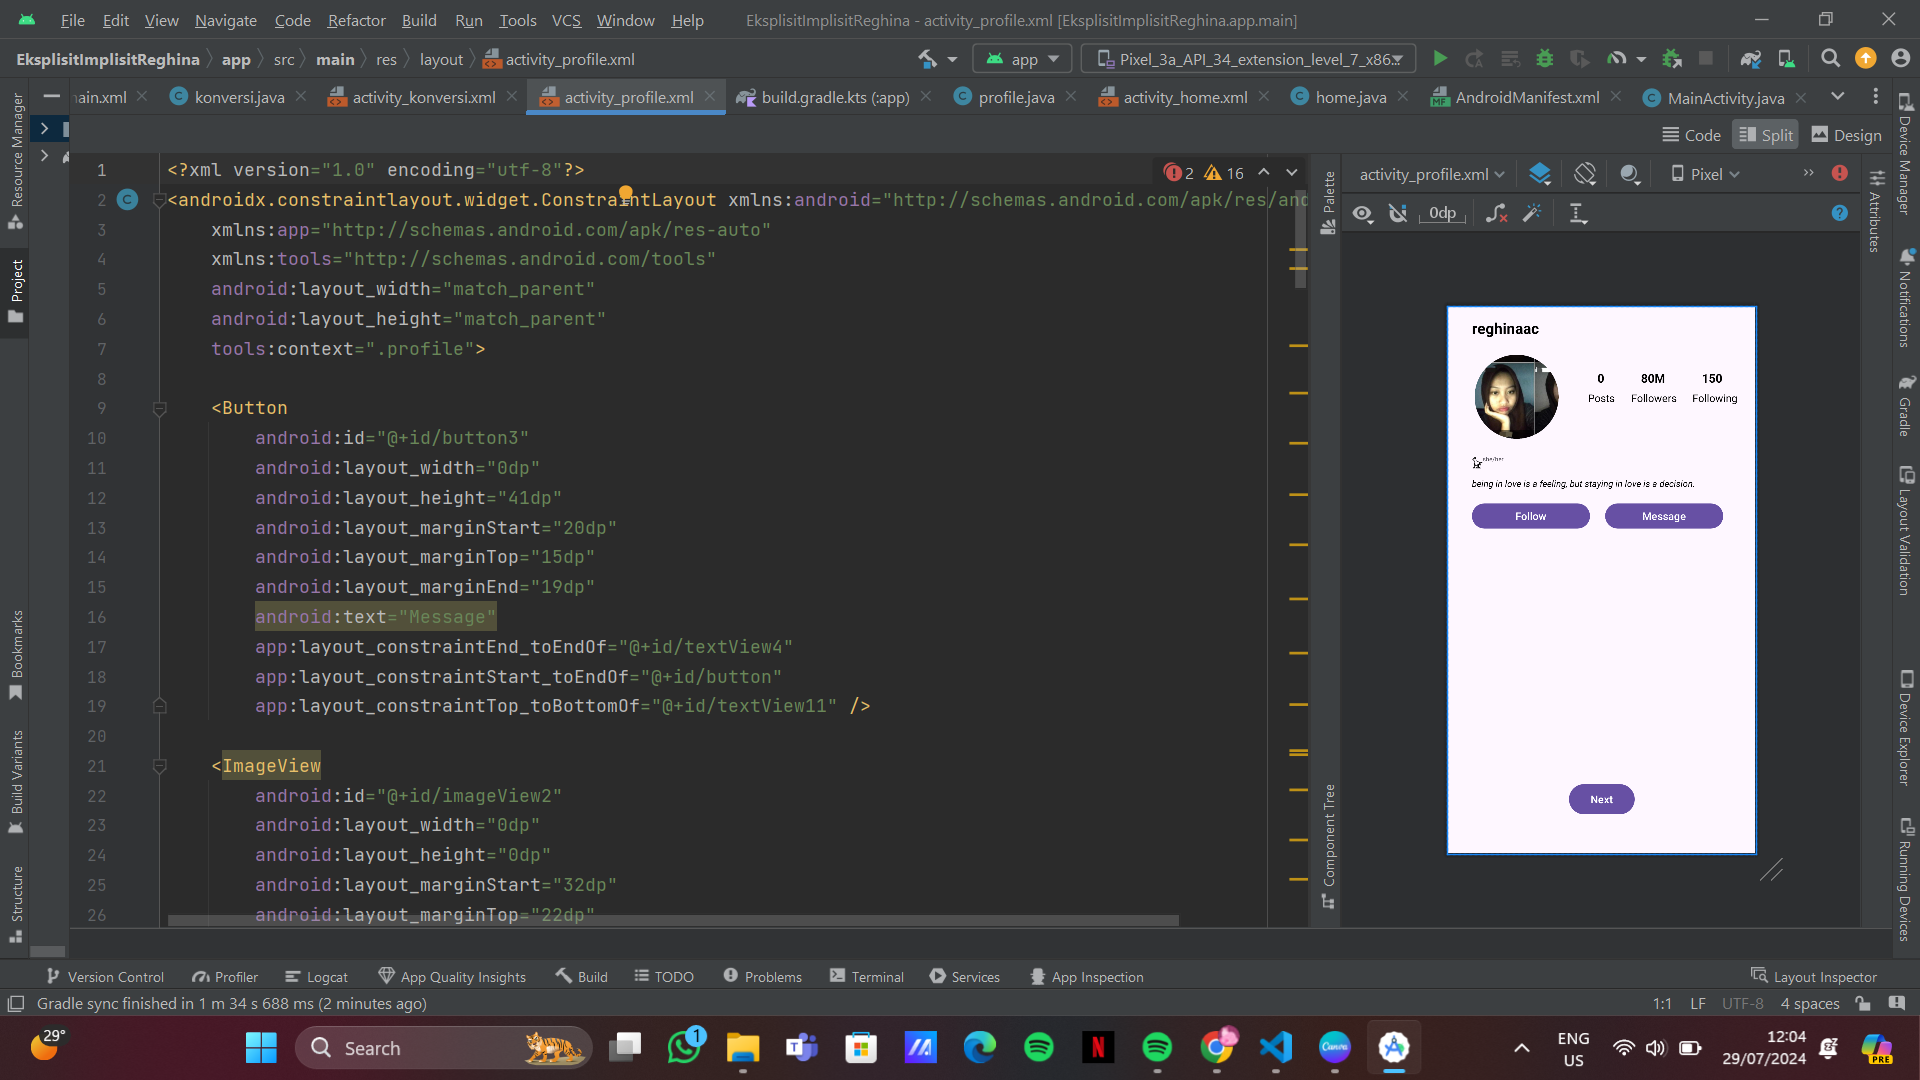 File Edit View Navigate Code Refactor Build Run Tools VCS Window Help EksplisitImplisitReghina - activity_profile.xml [EksplisitImplisitReghina.app.main]
EksplisitImplisitReghina app src main res layout activity_profile.xml app Pixel_3a_API_34_extension_level_7_x86...
ain.xml konversi.java activity_konversi.xml activity_profile.xml build.gradle.kts (:app) profile.java activity_home.xml home.java AndroidManifest.xml MainActivity.java
Code Split Design
Resource Manager
Project
Bookmarks
Build Variants
Structure
1 <?xml version="1.0" encoding="utf-8"?>
2 <androidx.constraintlayout.widget.ConstraintLayout xmlns:android="http://schemas.android.com/apk/res/and
3 xmlns:app="http://schemas.android.com/apk/res-auto"
4 xmlns:tools="http://schemas.android.com/tools"
5 android:layout_width="match_parent"
6 android:layout_height="match_parent"
7 tools:context=".profile">
8
9 <Button
10 android:id="@+id/button3"
11 android:layout_width="0dp"
12 android:layout_height="41dp"
13 android:layout_marginStart="20dp"
14 android:layout_marginTop="15dp"
15 android:layout_marginEnd="19dp"
16 android:text="Message"
17 app:layout_constraintEnd_toEndOf="@+id/textView4"
18 app:layout_constraintStart_toEndOf="@+id/button"
19 app:layout_constraintTop_toBottomOf="@+id/textView11" />
20
21 <ImageView
22 android:id="@+id/imageView2"
23 android:layout_width="0dp"
24 android:layout_height="0dp"
25 android:layout_marginStart="32dp"
26 android:layout_marginTop="22dp"
2 16
Palette
Component Tree
activity_profile.xml Pixel
0dp
reghinaac
0 80M 150
Posts Followers Following
she/her
being in love is a feeling, but staying in love is a decision.
Follow Message
Next
Attributes
Device Manager
Notifications
Gradle
Layout Validation
Device Explorer
Running Devices
Version Control Profiler Logcat App Quality Insights Build TODO Problems Terminal Services App Inspection Layout Inspector
Gradle sync finished in 1 m 34 s 688 ms (2 minutes ago) 1:1 LF UTF-8 4 spaces
29° Search 1 Canva ENG US 12:04 29/07/2024 PRE